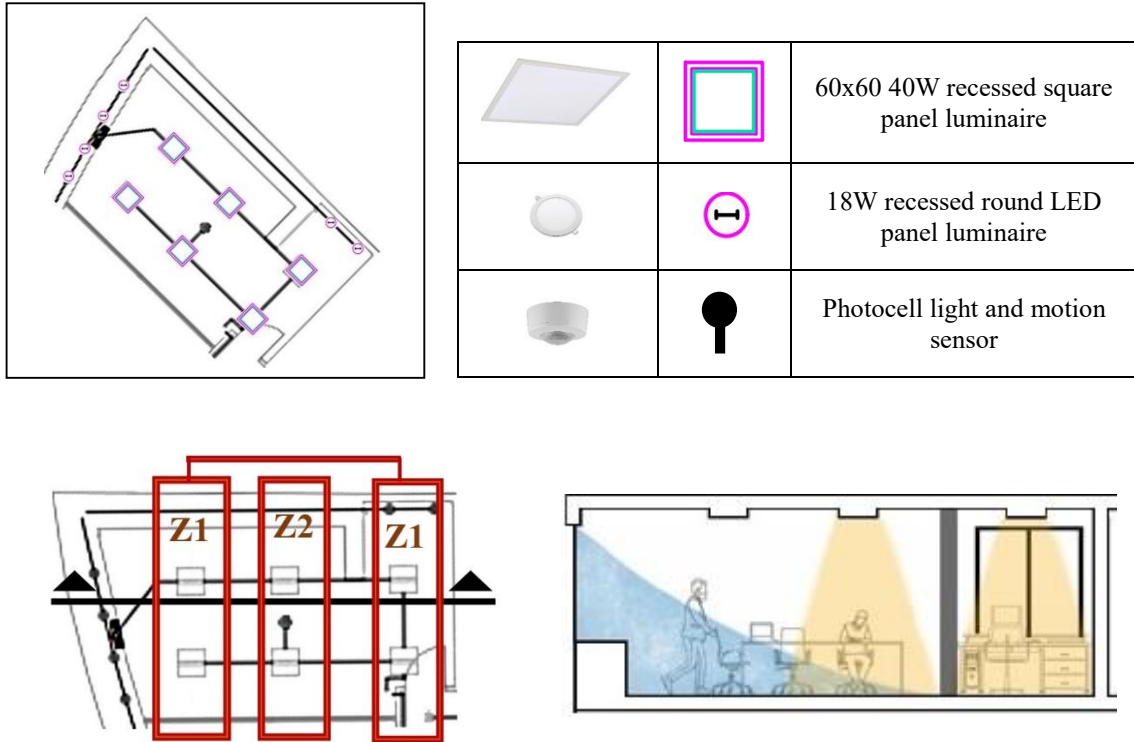 60x60 40W recessed square
panel luminaire
18W recessed round LED
panel luminaire
Photocell light and motion
sensor
Z1
Z2
Z1